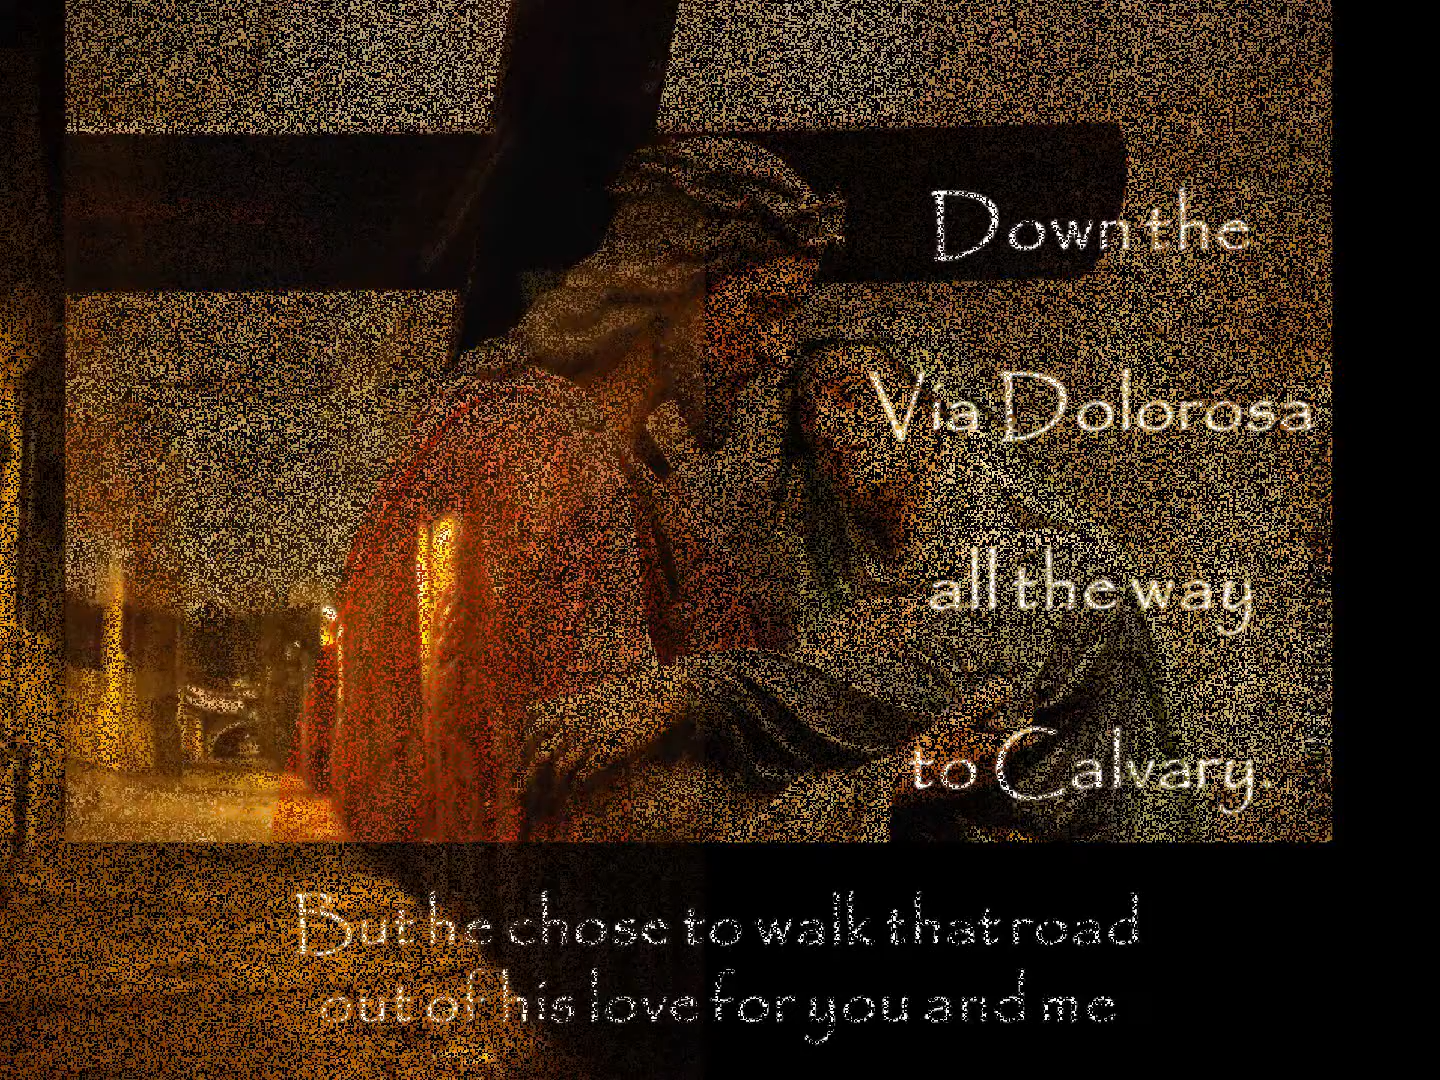 Down the
Via Dolorosa
all the way
to Calvary.
But he chose to walk that road
out of his love for you and me